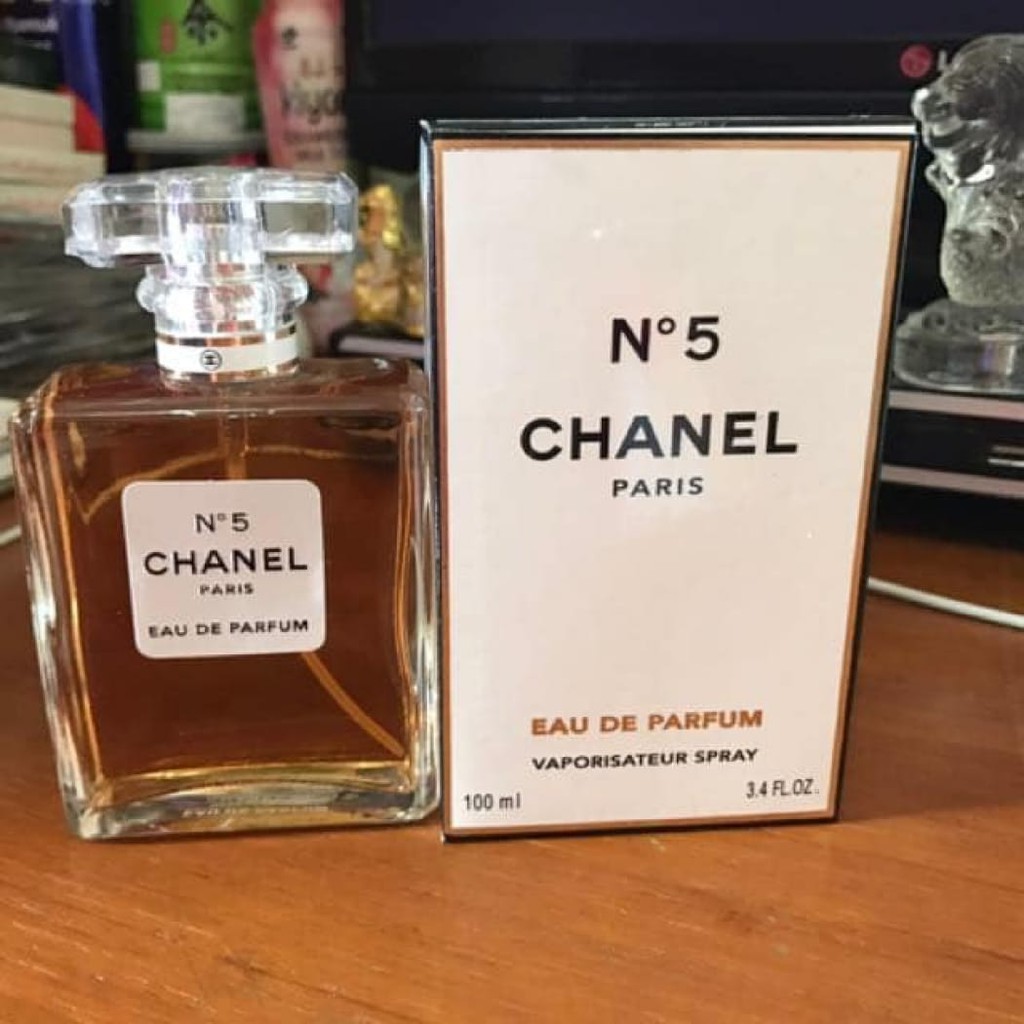 茶
N°5
CHANEL
PARIS
EAU DE PARFUM
N°5
CHANEL
PARIS
EAU DE PARFUM
VAPORISATEUR SPRAY
100 ml
3.4 FL.OZ.